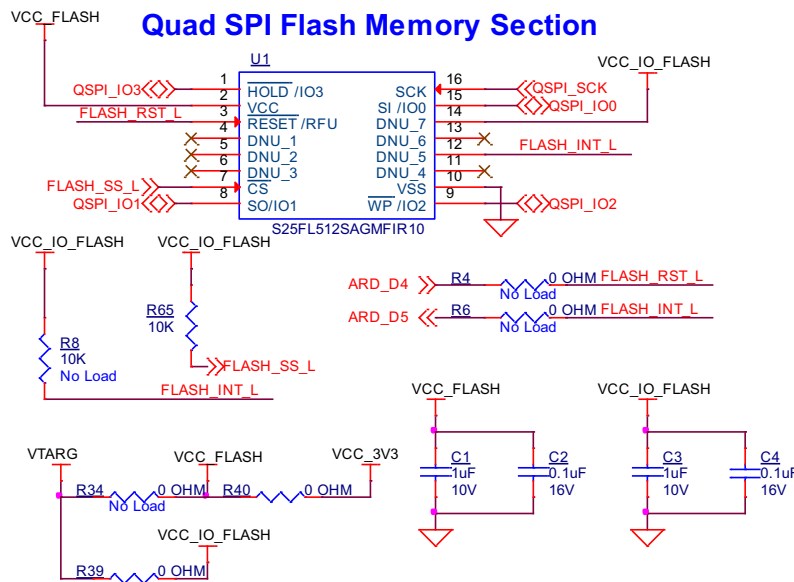 Quad SPI Flash Memory Section
VCC_FLASH
U1
VCC_IO_FLASH
QSPI_IO3 1 HOLD/IO3 SCK 16 QSPI_SCK
2 VCC SI/IO0 15 QSPI_IO0
FLASH_RST_L 3 RESET/RFU DNU_7 14
4 DNU_1 DNU_6 13
5 DNU_2 DNU_5 12 FLASH_INT_L
6 DNU_3 DNU_4 11
FLASH_SS_L 7 CS VSS 10
QSPI_IO1 8 SO/IO1 WP/IO2 9 QSPI_IO2
S25FL512SAGMFIR10
VCC_IO_FLASH
VCC_IO_FLASH
R8
10K
No Load
FLASH_INT_L
R65
10K
FLASH_SS_L
ARD_D4 R4 0 OHM FLASH_RST_L
No Load
ARD_D5 R6 0 OHM FLASH_INT_L
No Load
VTARG
VCC_FLASH
VCC_3V3
R34 0 OHM R40 0 OHM
No Load
VCC_IO_FLASH
R39 0 OHM
VCC_FLASH
C1
1uF
10V
C2
0.1uF
16V
VCC_IO_FLASH
C3
1uF
10V
C4
0.1uF
16V